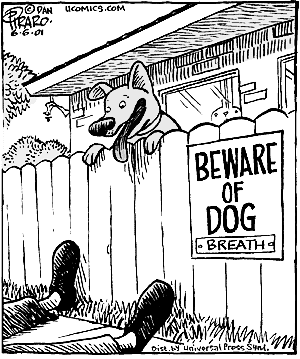 © DAN
PIRARO.
6-6-01
UCOMICS.COM
BEWARE
OF
DOG
BREATH
Dist. by Universal Press Synd.